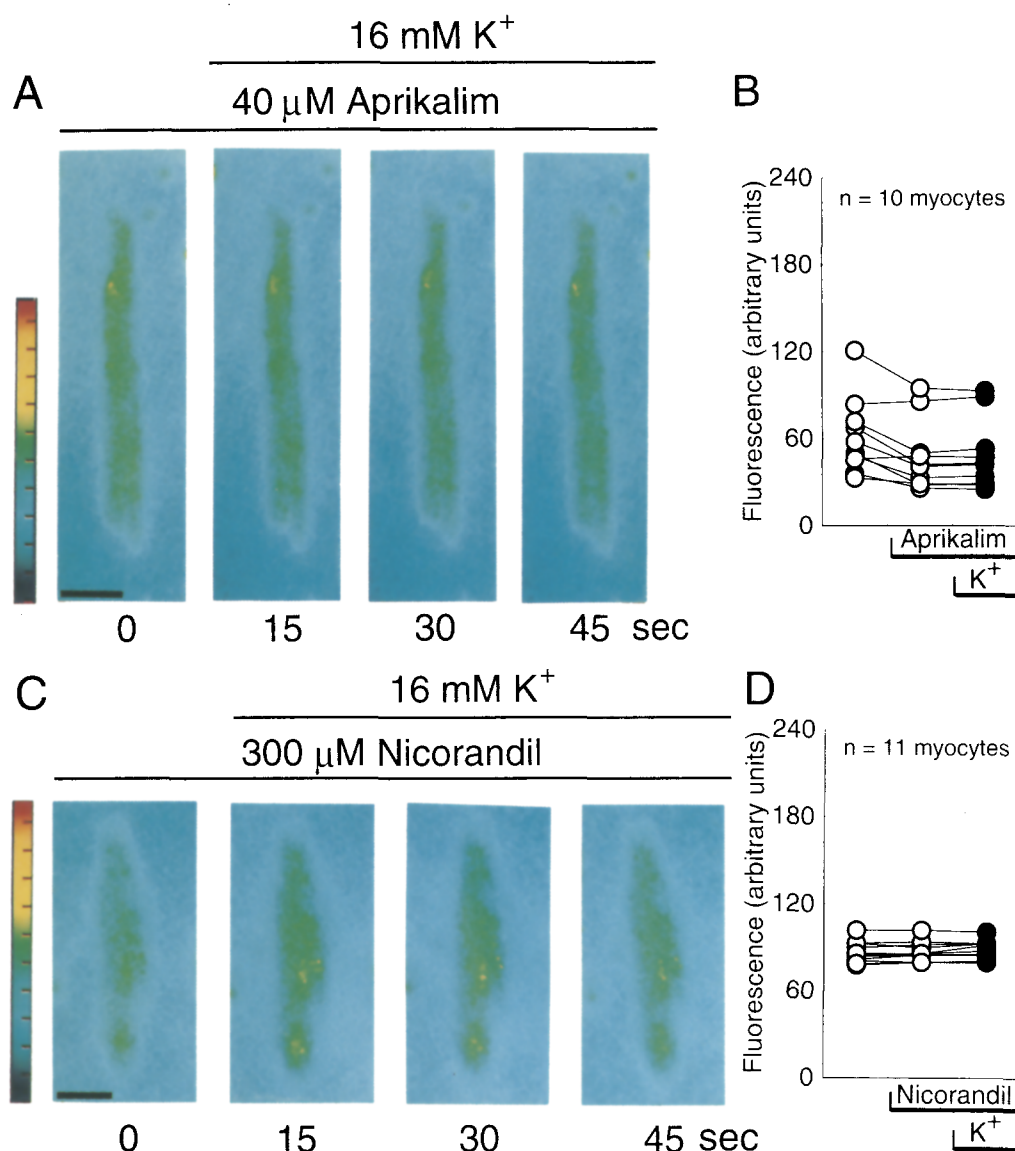 A
16 mM K+
40 μM Aprikalim
0 15 30 45 sec
B
Fluorescence (arbitrary units)
240
180
120
60
0
n = 10 myocytes
Aprikalim
K+
C
16 mM K+
300 μM Nicorandil
0 15 30 45 sec
D
Fluorescence (arbitrary units)
240
180
120
60
0
n = 11 myocytes
Nicorandil
K+